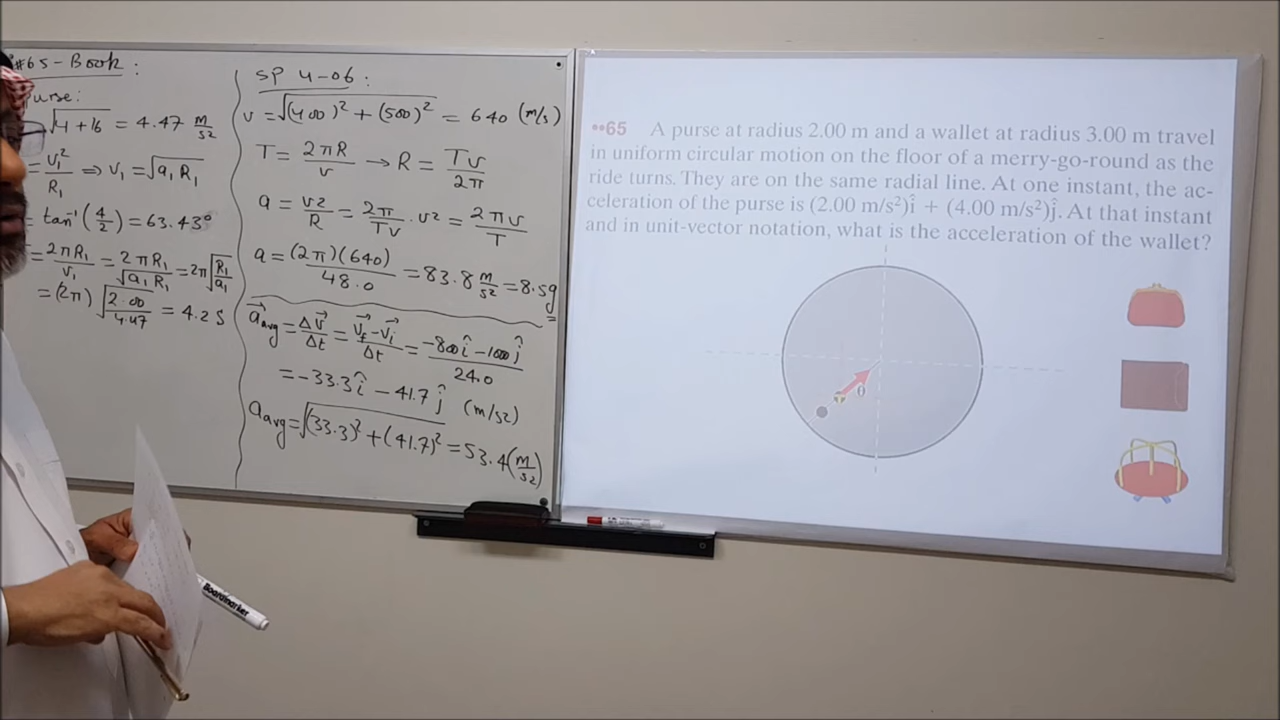 #65-Book:
urse:
√4+16 = 4.47 m/s2
= v1²/R1 ⇒ v1 = √a1 R1
= tan⁻¹(4/2) = 63.43°
= 2πR1/v1 = 2πR1/√a1 R1 = 2π√R1/a1
= (2π) √2.00/4.47 = 4.2 s
SP 4-06:
v = √(400)² + (500)² = 640 (m/s)
T = 2πR/v → R = Tv/2π
a = v2/R = 2π/Tv · v² = 2πv/T
a = (2π)(640)/48.0 = 83.8 m/s2 = 8.5g
a⃗avg = Δv⃗/Δt = v⃗f - v⃗i/Δt = -800î - 1000ĵ/24.0
= -33.3î - 41.7ĵ (m/s2)
aavg = √(33.3)² + (41.7)² = 53.4 (m/s2)
••65 A purse at radius 2.00 m and a wallet at radius 3.00 m travel
in uniform circular motion on the floor of a merry-go-round as the
ride turns. They are on the same radial line. At one instant, the ac-
celeration of the purse is (2.00 m/s²)î + (4.00 m/s²)ĵ. At that instant
and in unit-vector notation, what is the acceleration of the wallet?
θ
Boardmarker